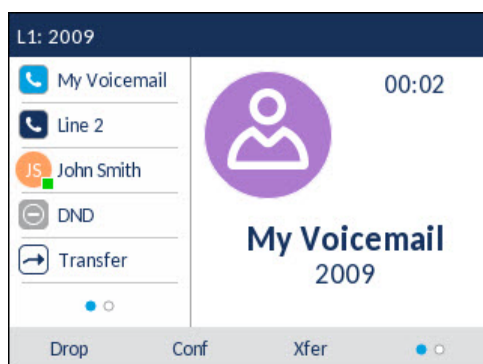 L1: 2009
My Voicemail
Line 2
JS John Smith
DND
Transfer
00:02
My Voicemail
2009
Drop Conf Xfer